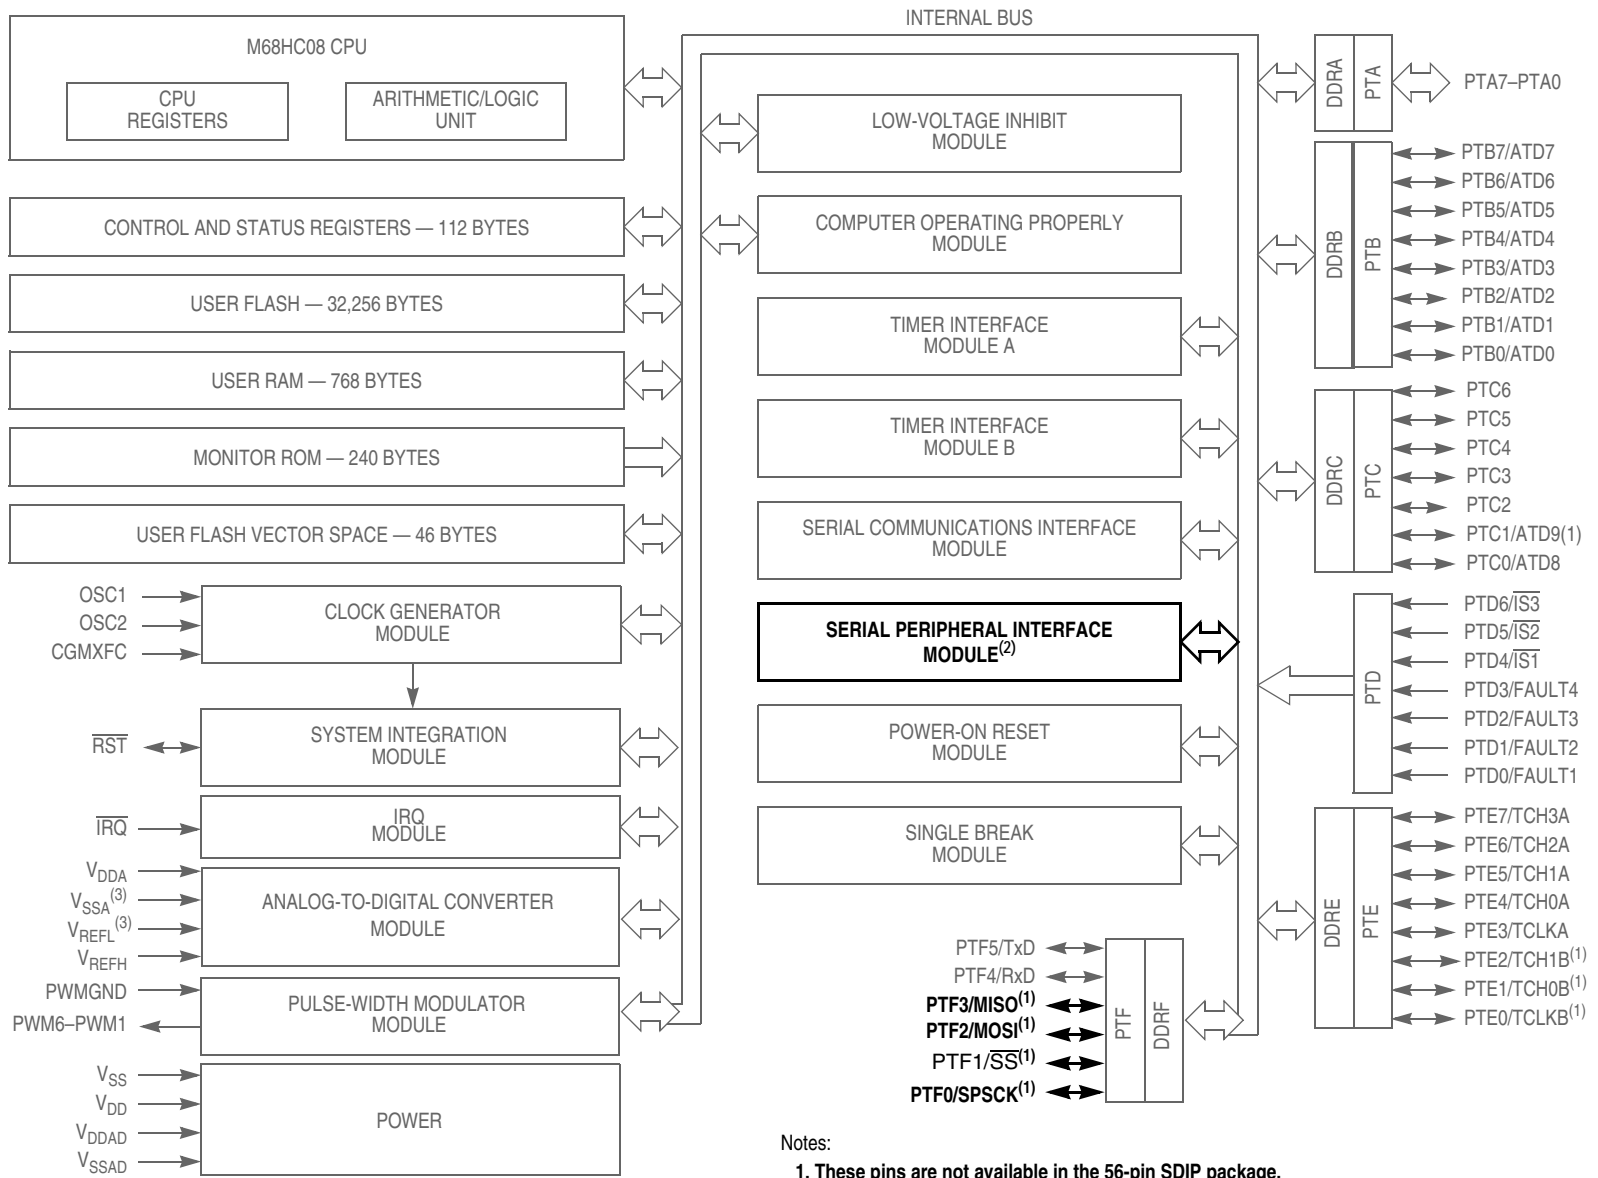 INTERNAL BUS
M68HC08 CPU
CPU
REGISTERS
ARITHMETIC/LOGIC
UNIT
CONTROL AND STATUS REGISTERS — 112 BYTES
USER FLASH — 32,256 BYTES
USER RAM — 768 BYTES
MONITOR ROM — 240 BYTES
USER FLASH VECTOR SPACE — 46 BYTES
OSC1
OSC2
CGMXFC
CLOCK GENERATOR
MODULE
RST
SYSTEM INTEGRATION
MODULE
IRQ
IRQ
MODULE
VDDA
VSSA(3)
VREFL(3)
VREFH
ANALOG-TO-DIGITAL CONVERTER
MODULE
PWMGND
PWM6–PWM1
PULSE-WIDTH MODULATOR
MODULE
VSS
VDD
VDDAD
VSSAD
POWER
LOW-VOLTAGE INHIBIT
MODULE
COMPUTER OPERATING PROPERLY
MODULE
TIMER INTERFACE
MODULE A
TIMER INTERFACE
MODULE B
SERIAL COMMUNICATIONS INTERFACE
MODULE
SERIAL PERIPHERAL INTERFACE
MODULE(2)
POWER-ON RESET
MODULE
SINGLE BREAK
MODULE
PTF5/TxD
PTF4/RxD
PTF3/MISO(1)
PTF2/MOSI(1)
PTF1/SS(1)
PTF0/SPSCK(1)
PTF
DDRF
DDRA
PTA
PTA7–PTA0
DDRB
PTB
PTB7/ATD7
PTB6/ATD6
PTB5/ATD5
PTB4/ATD4
PTB3/ATD3
PTB2/ATD2
PTB1/ATD1
PTB0/ATD0
DDRC
PTC
PTC6
PTC5
PTC4
PTC3
PTC2
PTC1/ATD9(1)
PTC0/ATD8
PTD
PTD6/IS3
PTD5/IS2
PTD4/IS1
PTD3/FAULT4
PTD2/FAULT3
PTD1/FAULT2
PTD0/FAULT1
DDRE
PTE
PTE7/TCH3A
PTE6/TCH2A
PTE5/TCH1A
PTE4/TCH0A
PTE3/TCLKA
PTE2/TCH1B(1)
PTE1/TCH0B(1)
PTE0/TCLKB(1)
Notes:
1. These pins are not available in the 56-pin SDIP package.